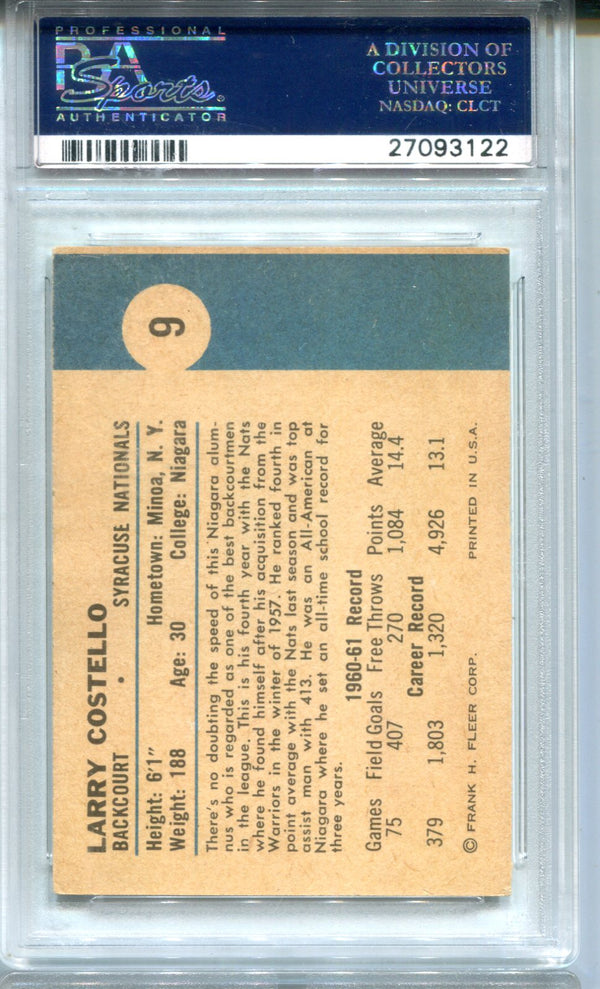 PROFESSIONAL
PSA
Sports
AUTHENTICATOR
A DIVISION OF
COLLECTORS
UNIVERSE
NASDAQ: CLCT
27093122
9
LARRY COSTELLO
BACKCOURT • SYRACUSE NATIONALS
Height: 6'1" Hometown: Minoa, N. Y.
Weight: 188 Age: 30 College: Niagara
There's no doubting the speed of this Niagara alum-
nus who is regarded as one of the best backcourtmen
in the league. This is his fourth year with the Nats
where he found himself after his acquisition from the
Warriors in the winter of 1957. He ranked fourth in
point average with the Nats last season and was top
assist man with 413. He was an All-American at
Niagara where he set an all-time school record for
three years.
1960-61 Record
Games Field Goals Free Throws Points Average
75 407 270 1,084 14.4
Career Record
379 1,803 1,320 4,926 13.1
© FRANK H. FLEER CORP. PRINTED IN U.S.A.